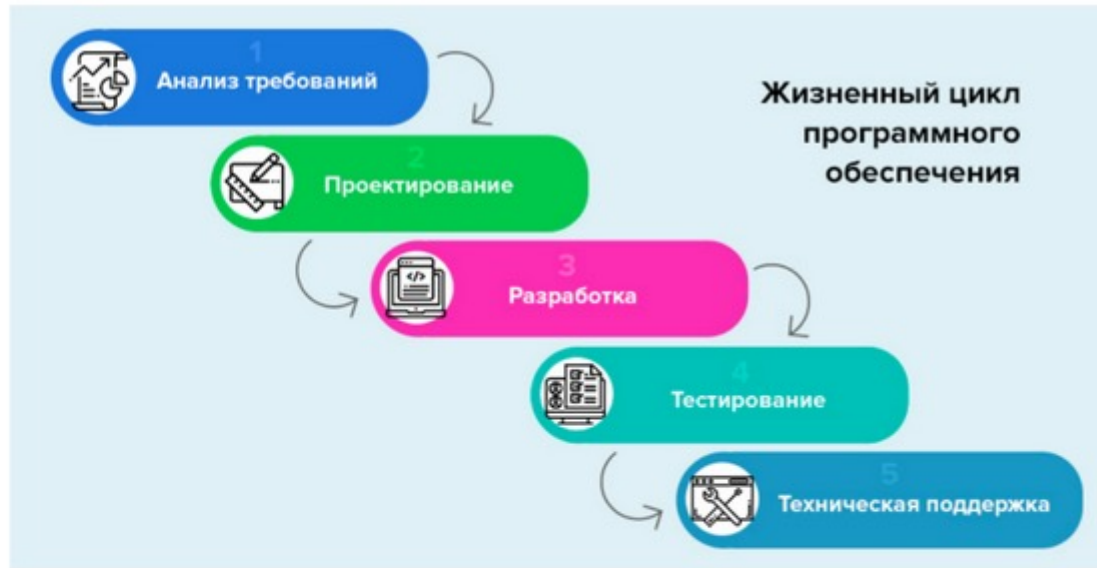 1
Анализ требований
Жизненный цикл
программного
обеспечения
2
Проектирование
3
Разработка
</>
4
Тестирование
5
Техническая поддержка